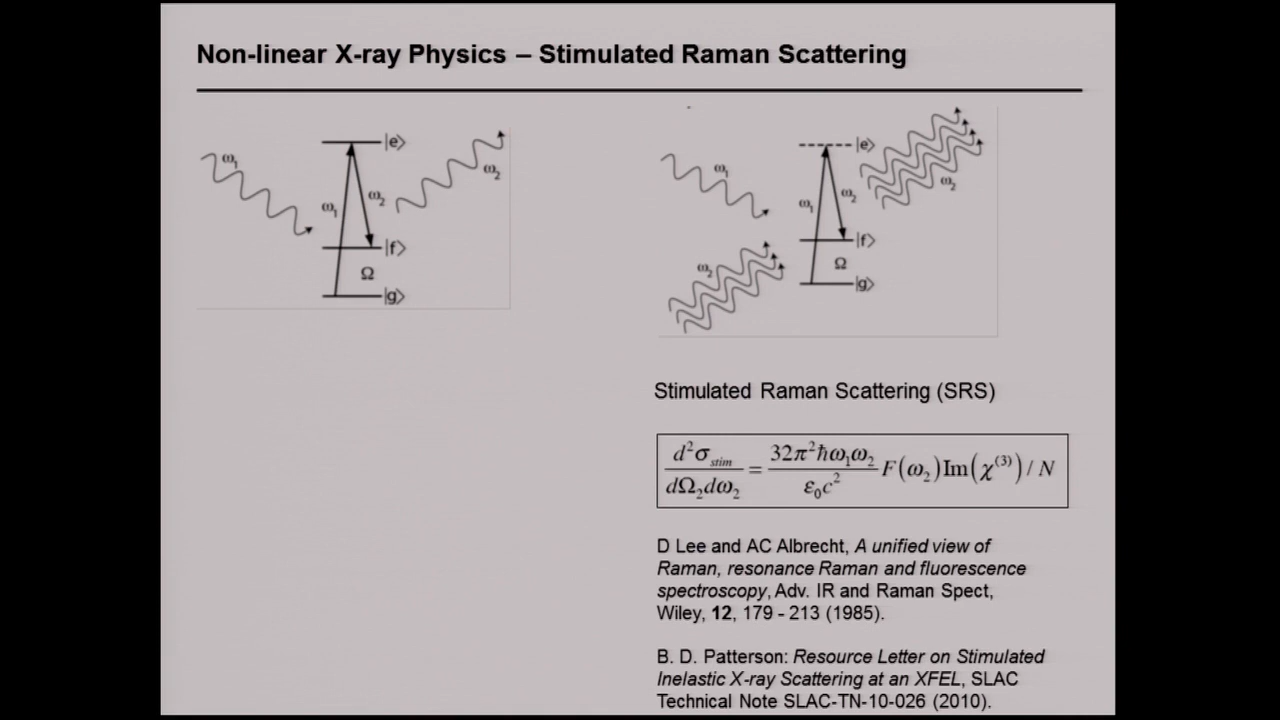 Non-linear X-ray Physics – Stimulated Raman Scattering
ω₁
|e>
ω₂
ω₁
ω₂
|f>
Ω
|g>
ω₁
|e>
ω₂
ω₁
ω₂
|f>
ω₂
Ω
|g>
Stimulated Raman Scattering (SRS)
d²σ_stim / dΩ₂dω₂ = 32π²ħω₁ω₂ / ε₀c² F(ω₂)Im(χ⁽³⁾) / N
D Lee and AC Albrecht, A unified view of
Raman, resonance Raman and fluorescence
spectroscopy, Adv. IR and Raman Spect,
Wiley, 12, 179 - 213 (1985).
B. D. Patterson: Resource Letter on Stimulated
Inelastic X-ray Scattering at an XFEL, SLAC
Technical Note SLAC-TN-10-026 (2010).